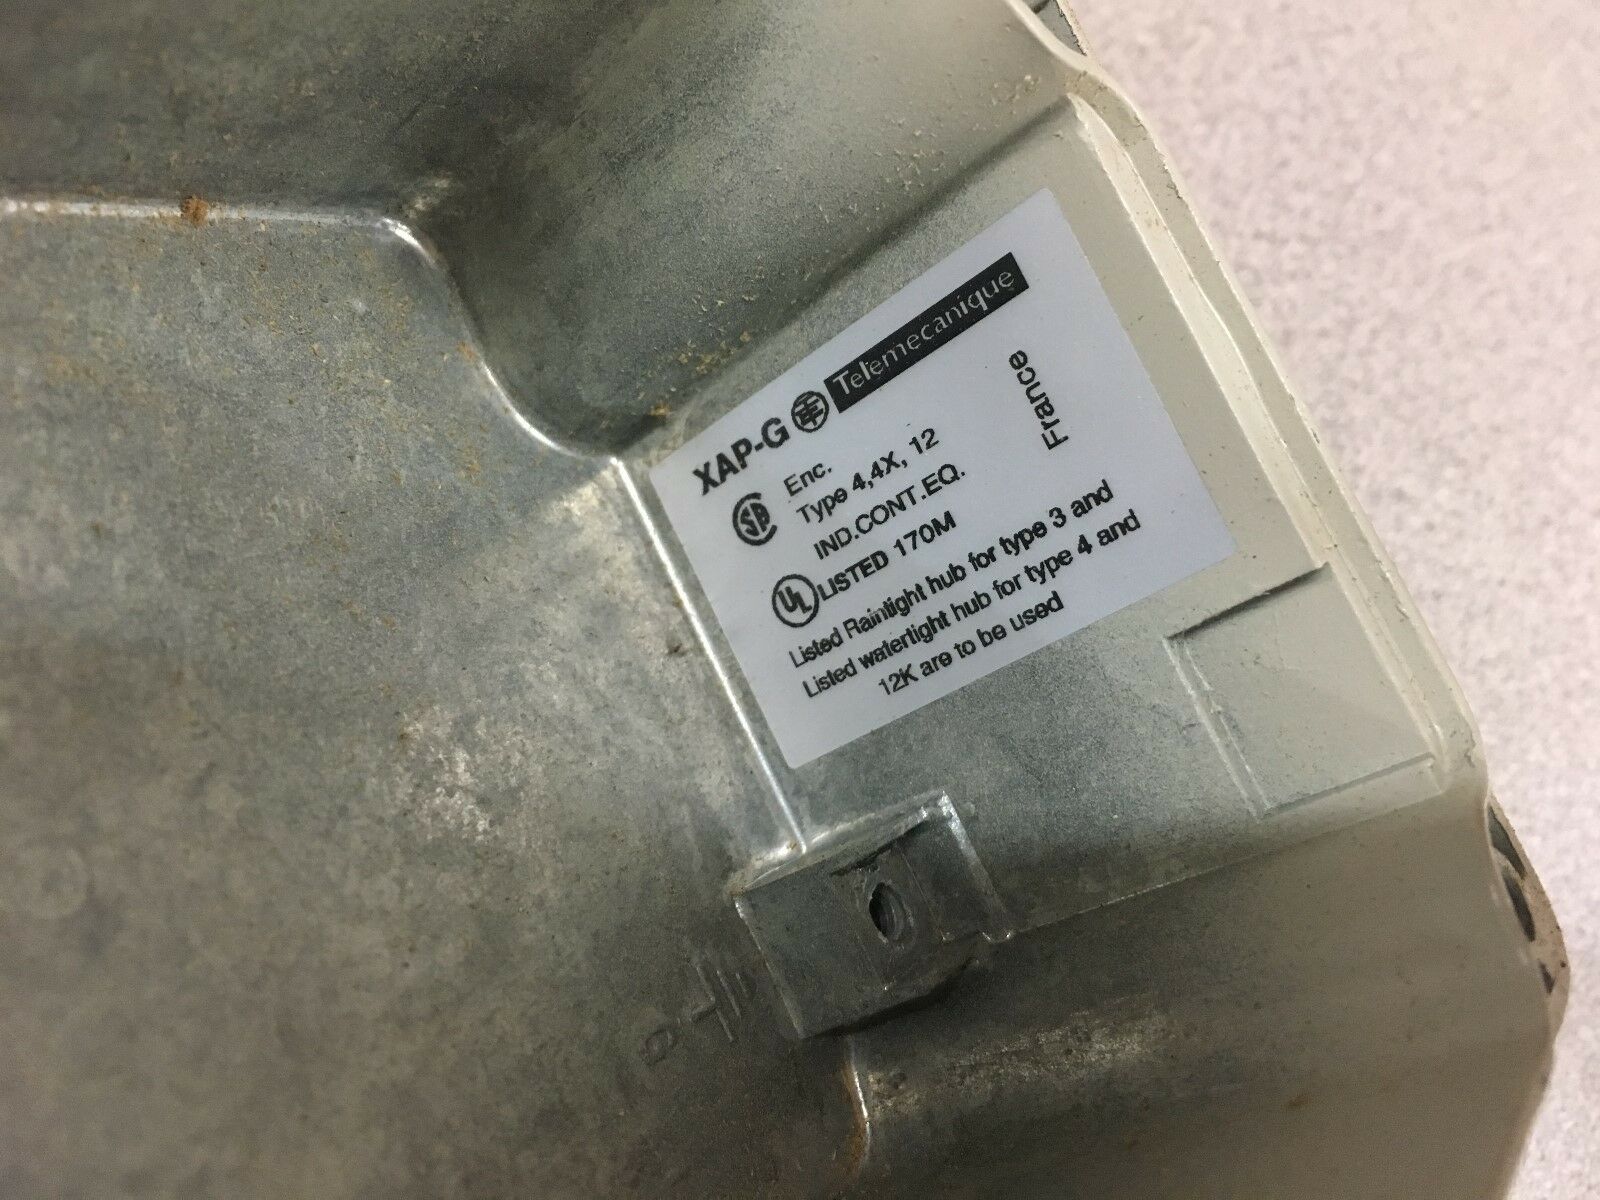 XAP-G Telemecanique
Enc.
Type 4,4X, 12
IND.CONT.EQ.
France
LISTED 170M
UL
Listed Raintight hub for type 3 and
Listed watertight hub for type 4 and
12K are to be used